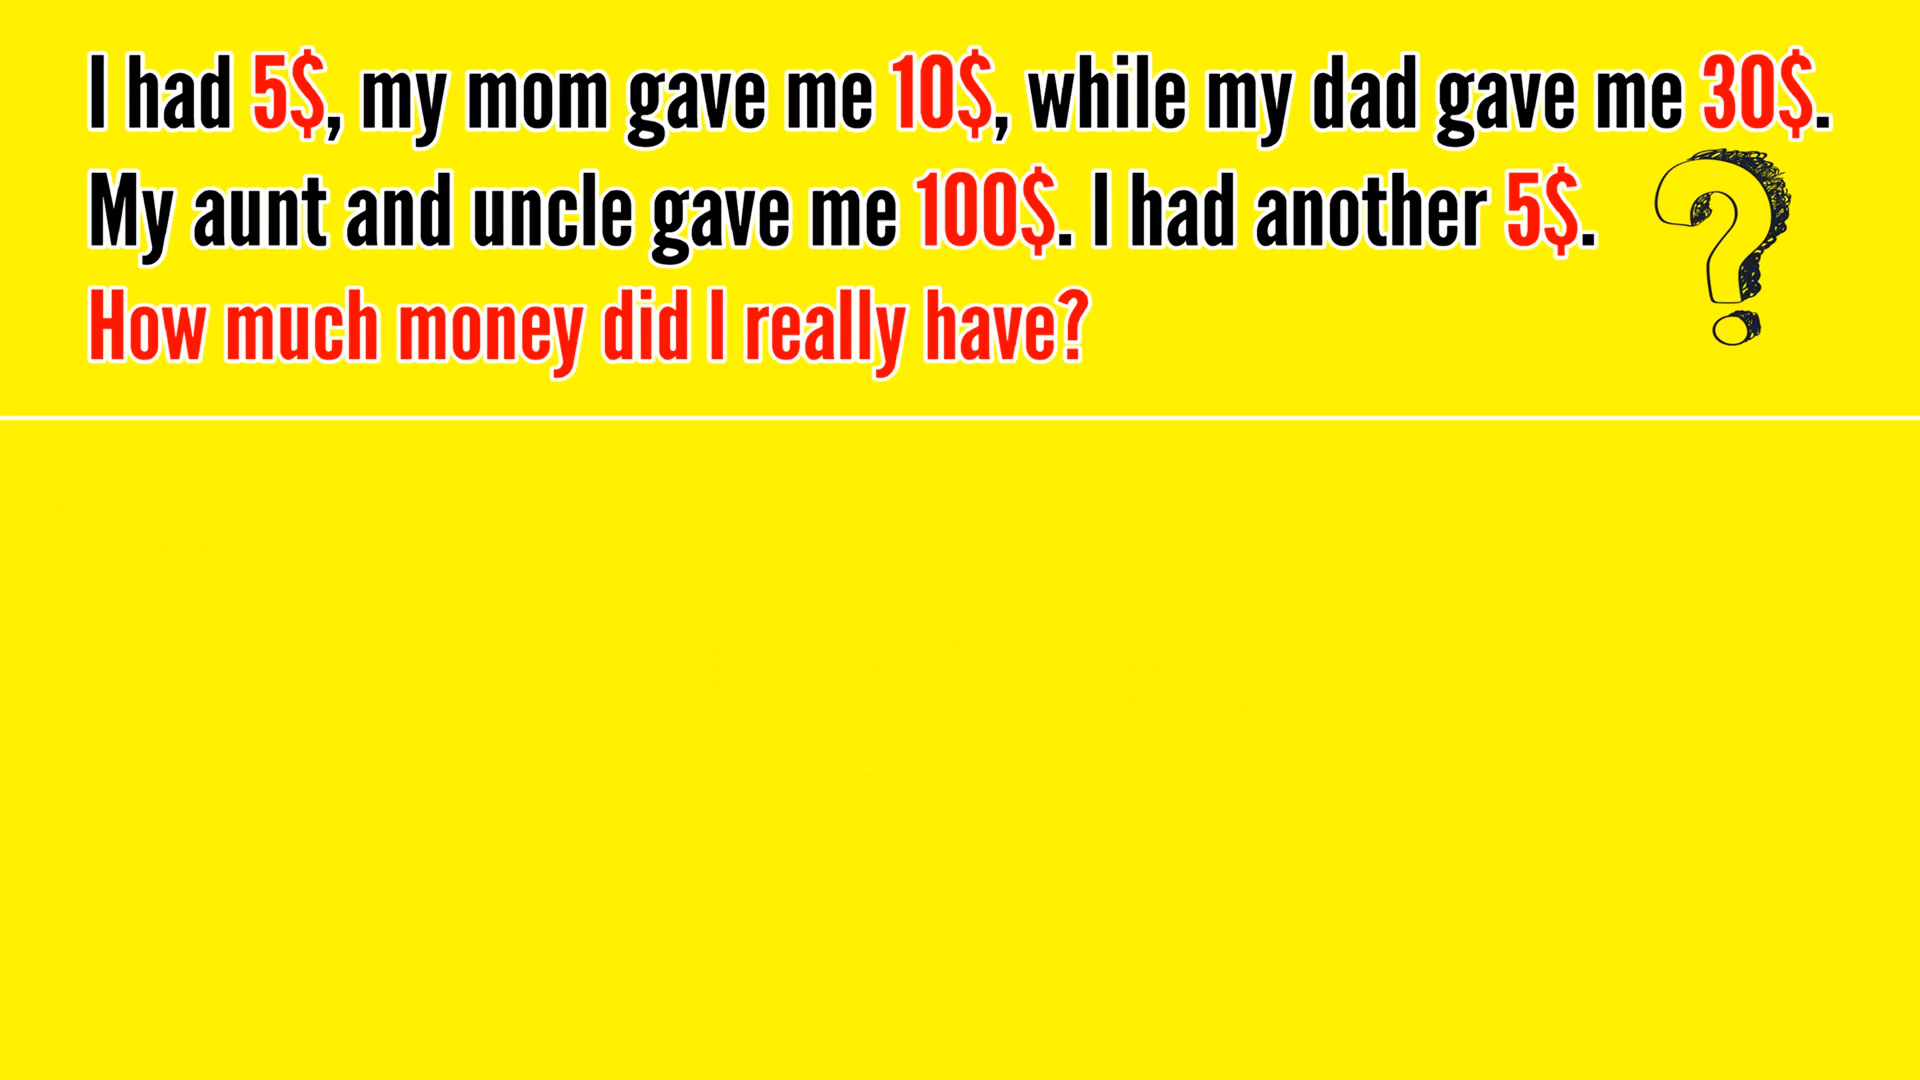 I had 5$, my mom gave me 10$, while my dad gave me 30$.
My aunt and uncle gave me 100$. I had another 5$.
How much money did I really have?